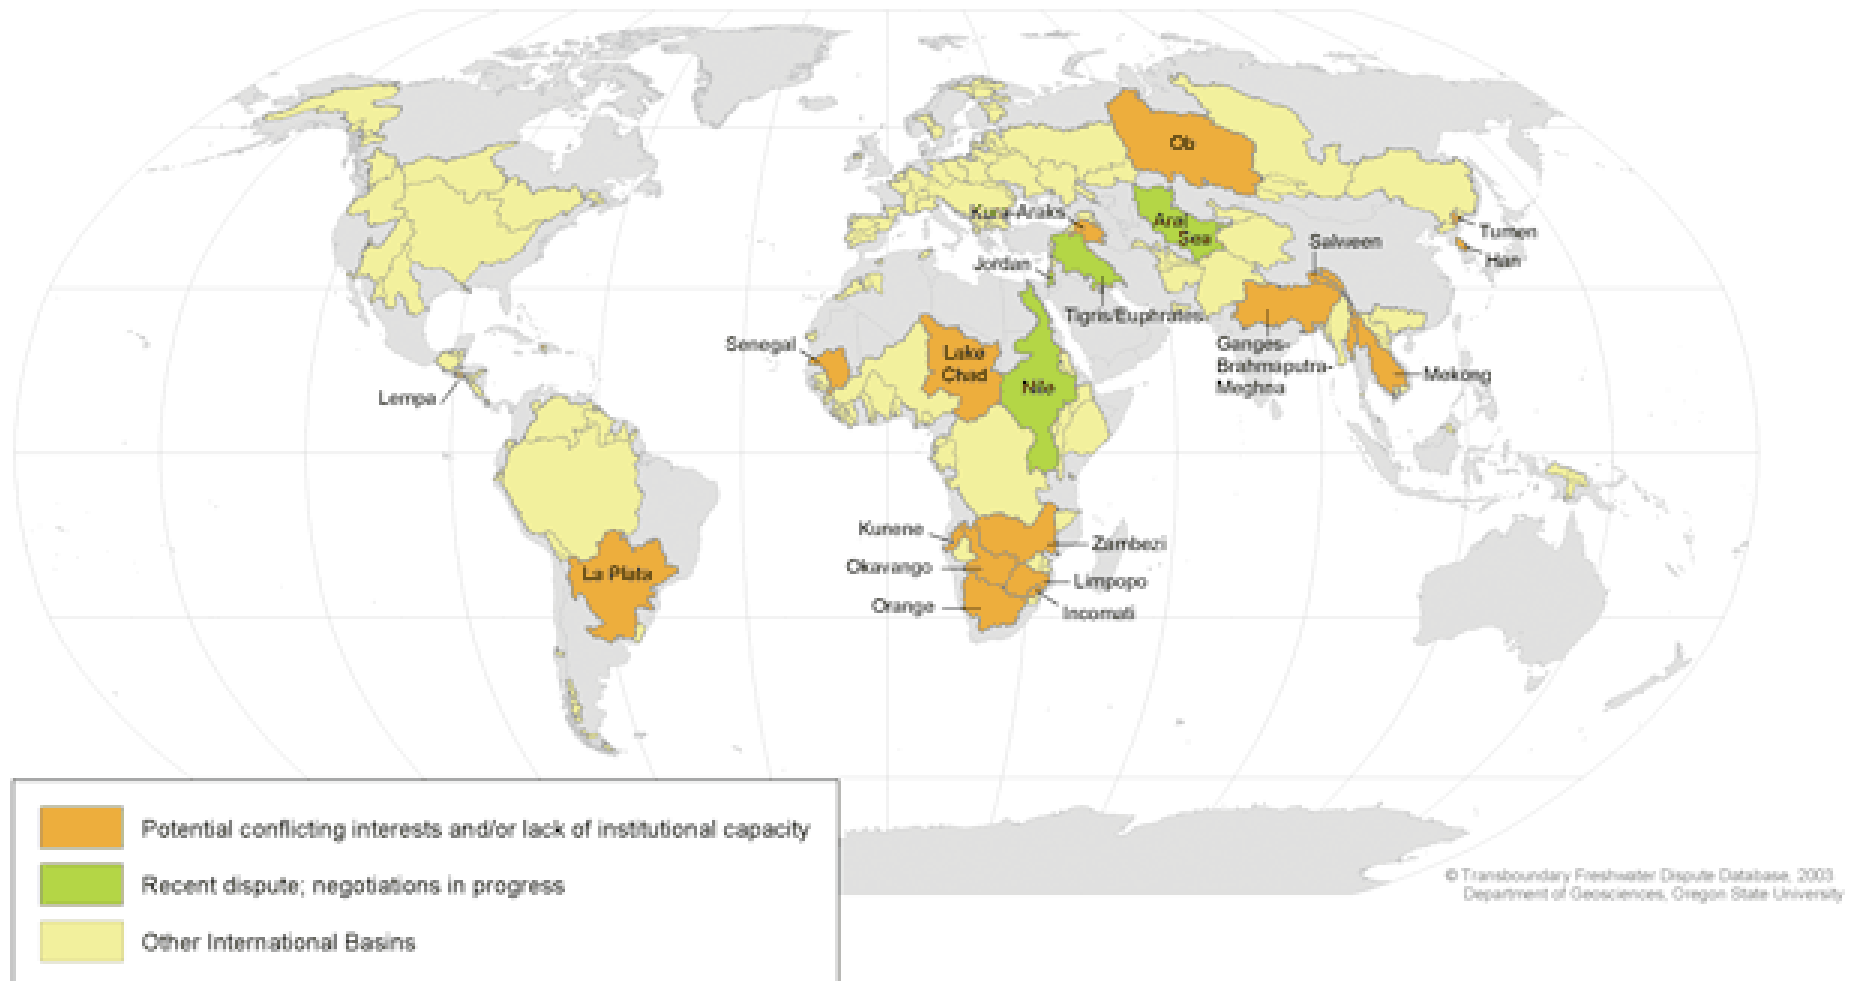 Ob
Kura-Araks
Aral
Sea
Tumen
Salween
Han
Jordan
Tigris/Euphrates
Senegal
Lake
Chad
Ganges-
Brahmaputra-
Meghna
Nile
Mekong
Lempa
Kunene
Zambezi
Okavango
La Plata
Limpopo
Orange
Incomati
Potential conflicting interests and/or lack of institutional capacity
Recent dispute; negotiations in progress
Other International Basins
© Transboundary Freshwater Dispute Database, 2003
Department of Geosciences, Oregon State University